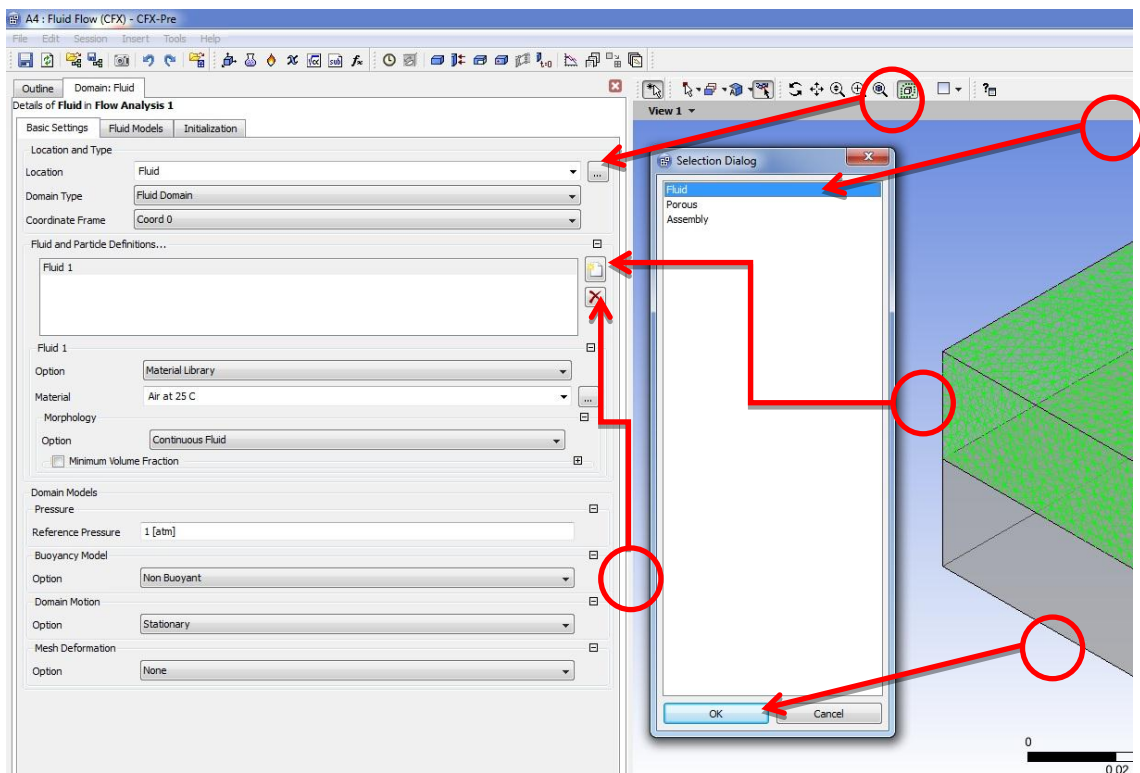 A4 : Fluid Flow (CFX) - CFX-Pre
File Edit Session Insert Tools Help
Outline Domain: Fluid
Details of Fluid in Flow Analysis 1
Basic Settings Fluid Models Initialization
Location and Type
Location Fluid ...
Domain Type Fluid Domain
Coordinate Frame Coord 0
Fluid and Particle Definitions...
Fluid 1
Fluid 1
Option Material Library
Material Air at 25 C ...
Morphology
Option Continuous Fluid
Minimum Volume Fraction
Domain Models
Pressure
Reference Pressure 1 [atm]
Buoyancy Model
Option Non Buoyant
Domain Motion
Option Stationary
Mesh Deformation
Option None
View 1
Selection Dialog
Fluid
Porous
Assembly
OK Cancel
0
0.02